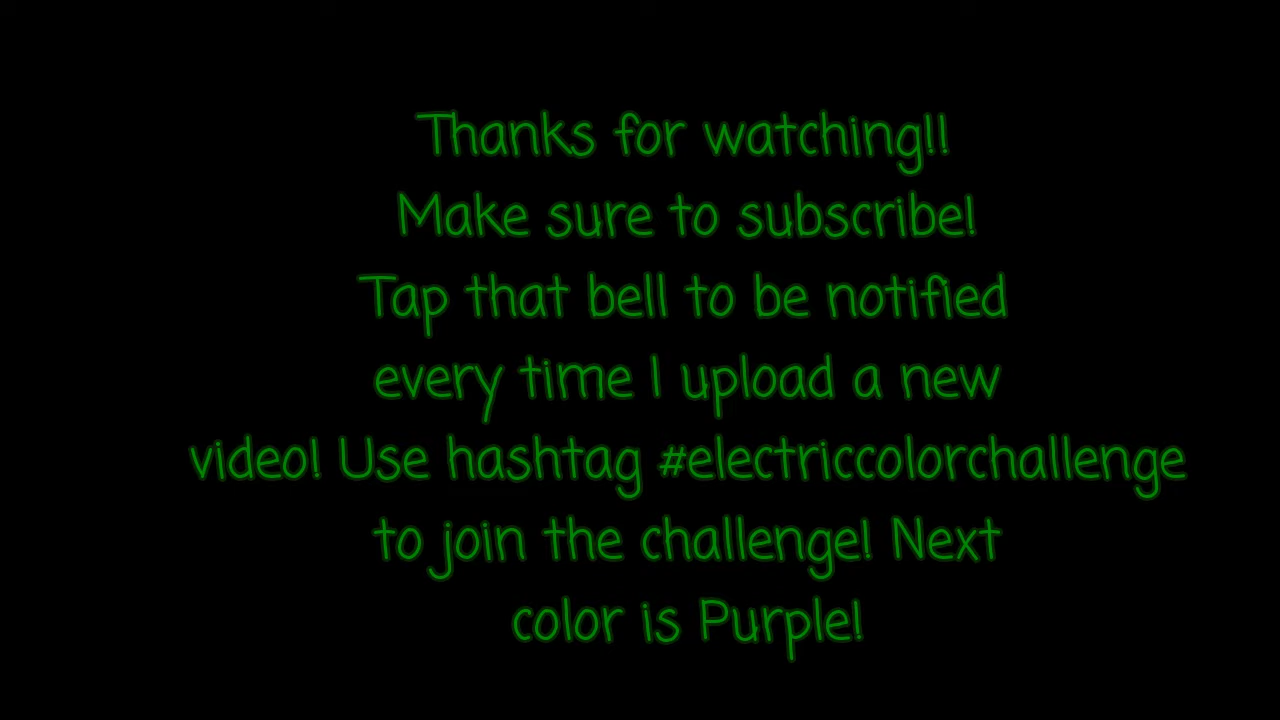 Thanks for watching!!
Make sure to subscribe!
Tap that bell to be notified
every time I upload a new
video! Use hashtag #electriccolorchallenge
to join the challenge! Next
color is Purple!